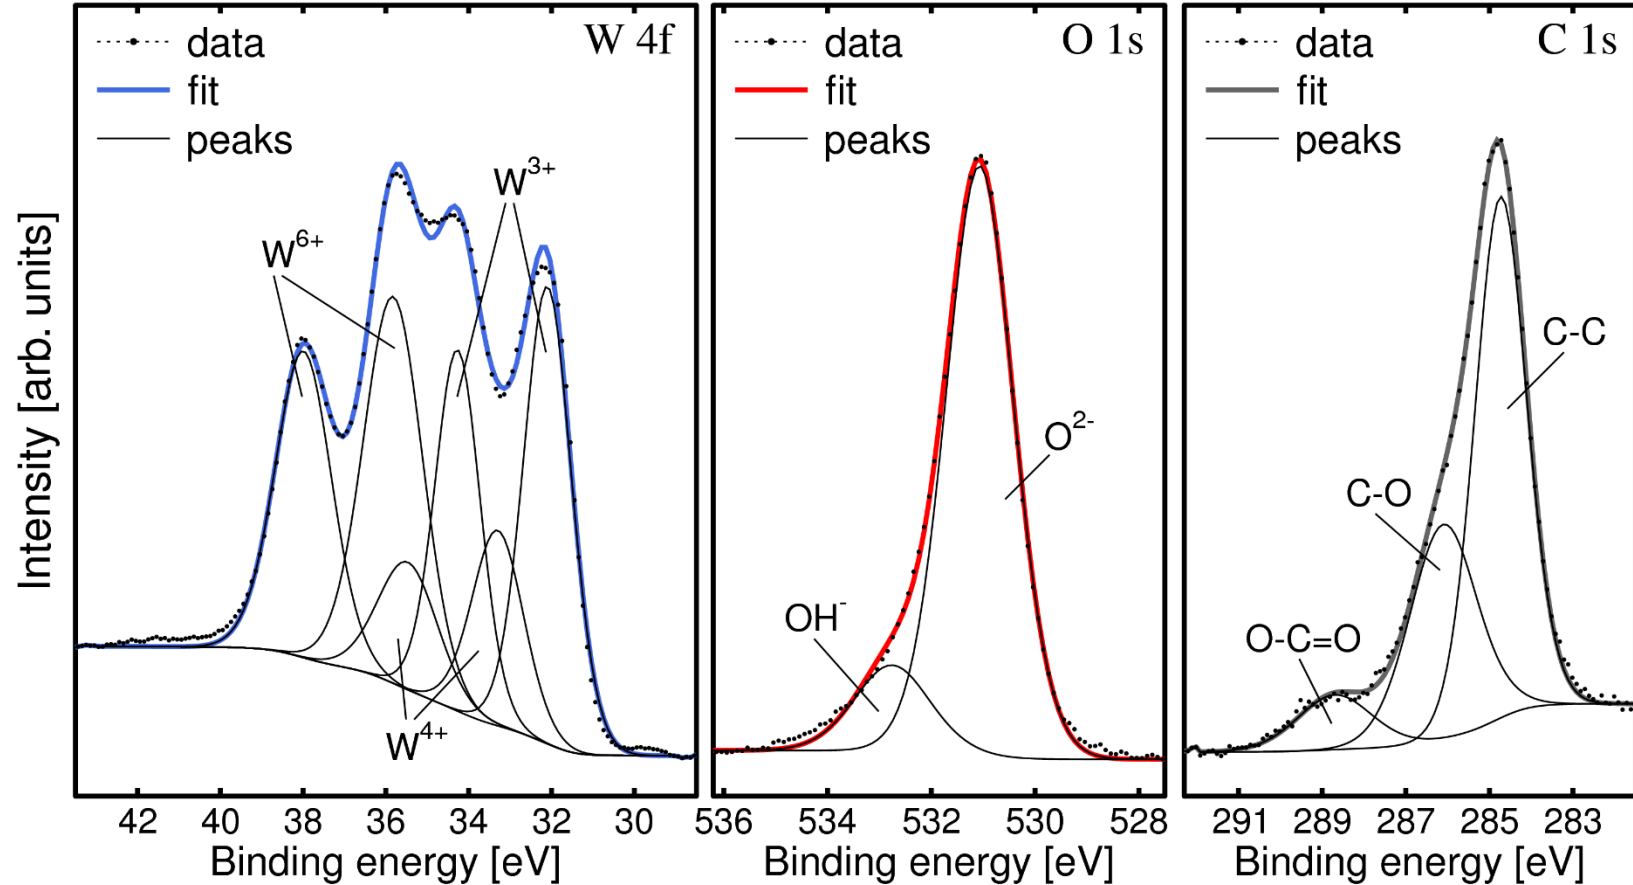 data
fit
peaks
W 4f
W6+
W3+
W4+
Intensity [arb. units]
42 40 38 36 34 32 30
Binding energy [eV]
data
fit
peaks
O 1s
O2-
OH-
536 534 532 530 528
Binding energy [eV]
data
fit
peaks
C 1s
C-C
C-O
O-C=O
291 289 287 285 283
Binding energy [eV]